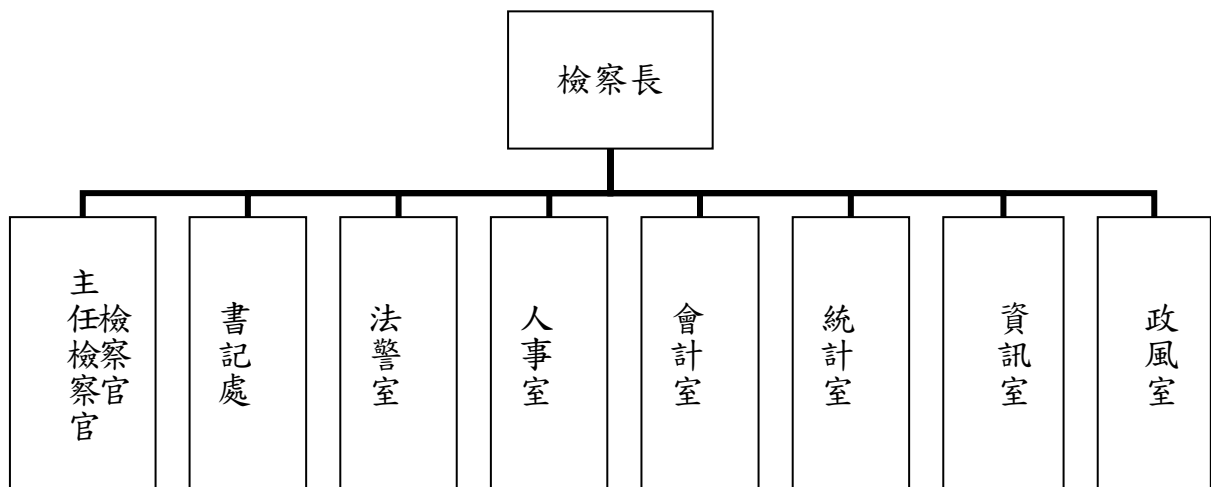 檢察長
主任檢察官
檢察官
書記處
法警室
人事室
會計室
統計室
資訊室
政風室